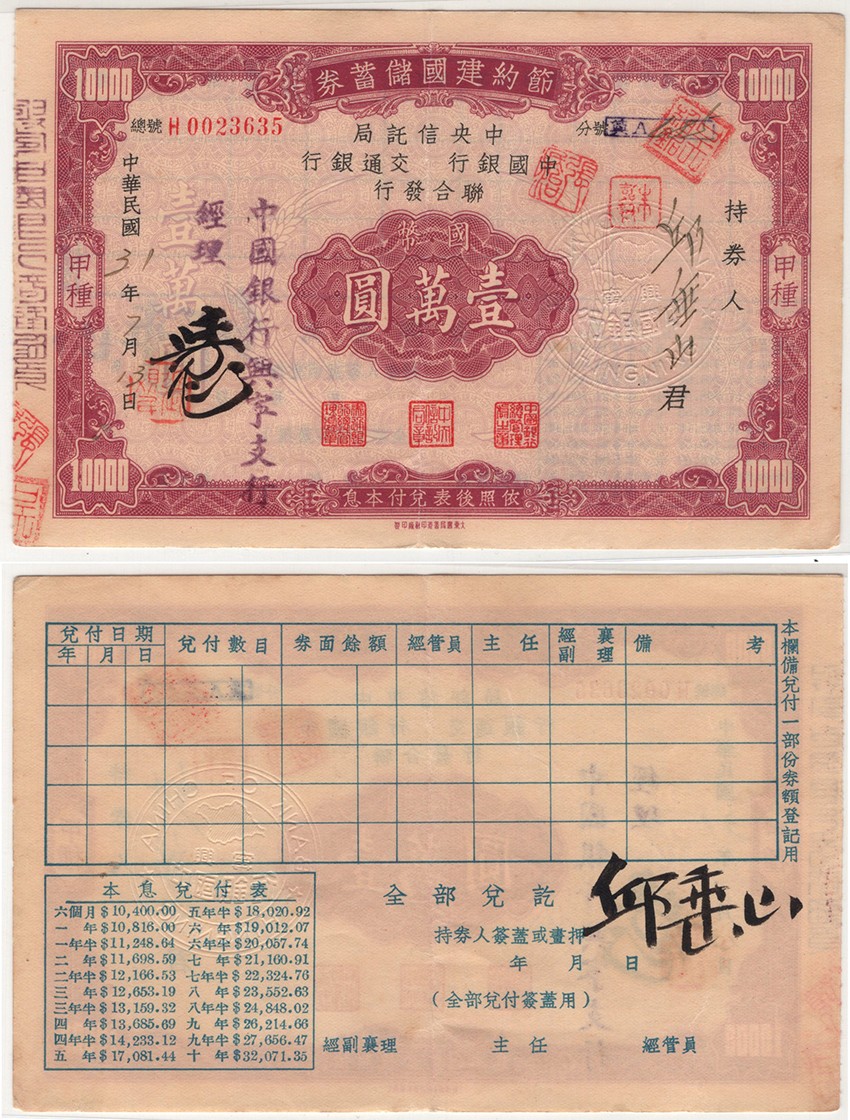 節約建國儲蓄券
10000
10000
總號 H 0023635
分號
中央信託局
中國銀行 交通銀行
聯合發行
持券人
邱垂山
君
國幣
壹萬圓
甲種
甲種
中國銀行興寧支行
經理
中華民國31年7月13日
10000
10000
依照後表兌付本息
兌付日期
年 月 日
兌付數目
券面餘額
經管員
主任
經副襄理
備考
本欄備兌付一部份券額登記用
本息兌付表
六個月 $10,400.00 五年半 $18,020.92
一年 $10,816.00 六年 $19,012.07
一年半 $11,248.64 六年半 $20,057.74
二年 $11,698.59 七年 $21,160.91
二年半 $12,166.53 七年半 $22,324.76
三年 $12,653.19 八年 $23,552.63
三年半 $13,159.32 八年半 $24,848.02
四年 $13,685.69 九年 $26,214.66
四年半 $14,233.12 九年半 $27,656.47
五年 $17,081.44 十年 $32,071.35
全部兌訖
邱垂山
持券人簽蓋或畫押
年 月 日
(全部兌付簽蓋用)
經副襄理 主任 經管員